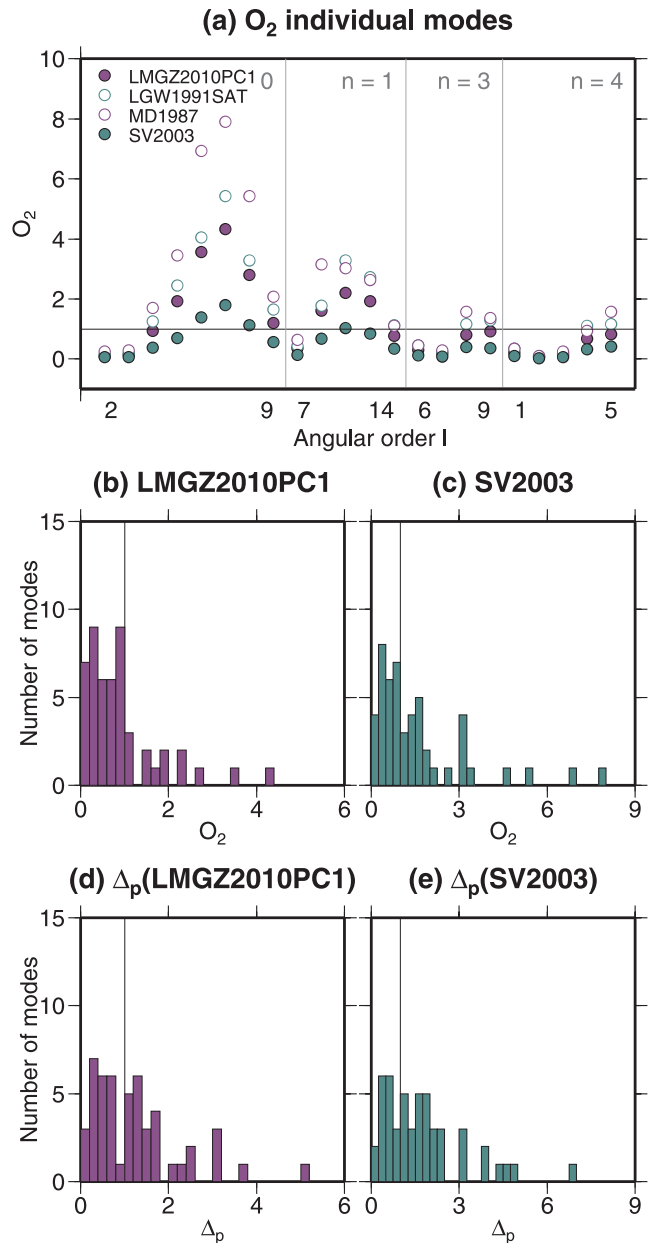 (a) O₂ individual modes
10
8
6
4
2
0
O₂
LMGZ2010PC1
LGW1991SAT
MD1987
SV2003
0
n = 1
n = 3
n = 4
2 9 7 14 6 9 1 5
Angular order l
(b) LMGZ2010PC1
(c) SV2003
15
10
5
0
Number of modes
0 2 4 6
O₂
0 3 6 9
O₂
(d) Δp(LMGZ2010PC1)
(e) Δp(SV2003)
15
10
5
0
Number of modes
0 2 4 6
Δp
0 3 6 9
Δp